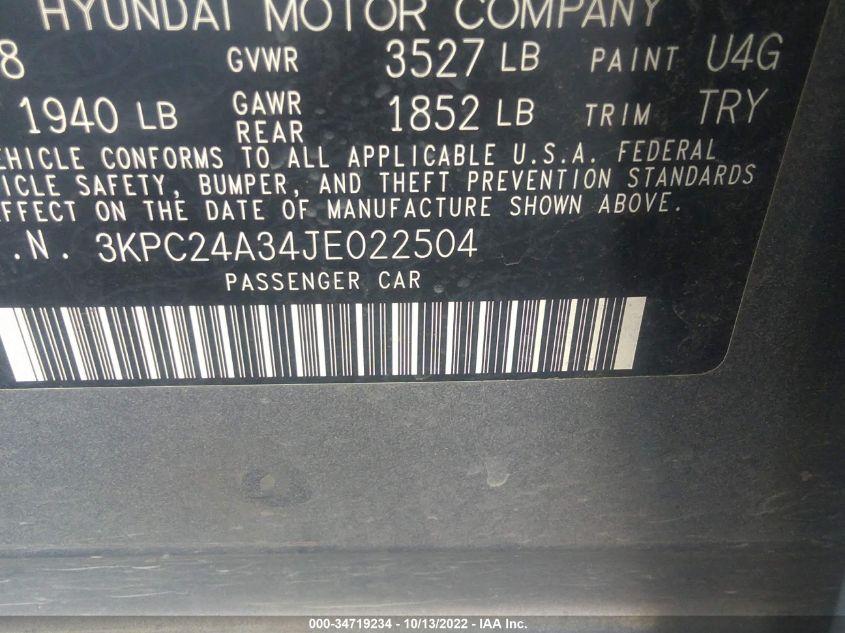 HYUNDAI MOTOR COMPANY
8 GVWR 3527 LB PAINT U4G
1940 LB GAWR REAR 1852 LB TRIM TRY
EHICLE CONFORMS TO ALL APPLICABLE U.S.A. FEDERAL
ICLE SAFETY, BUMPER, AND THEFT PREVENTION STANDARDS
EFFECT ON THE DATE OF MANUFACTURE SHOWN ABOVE.
.N. 3KPC24A34JE022504
PASSENGER CAR
000-34719234 - 10/13/2022 - IAA Inc.